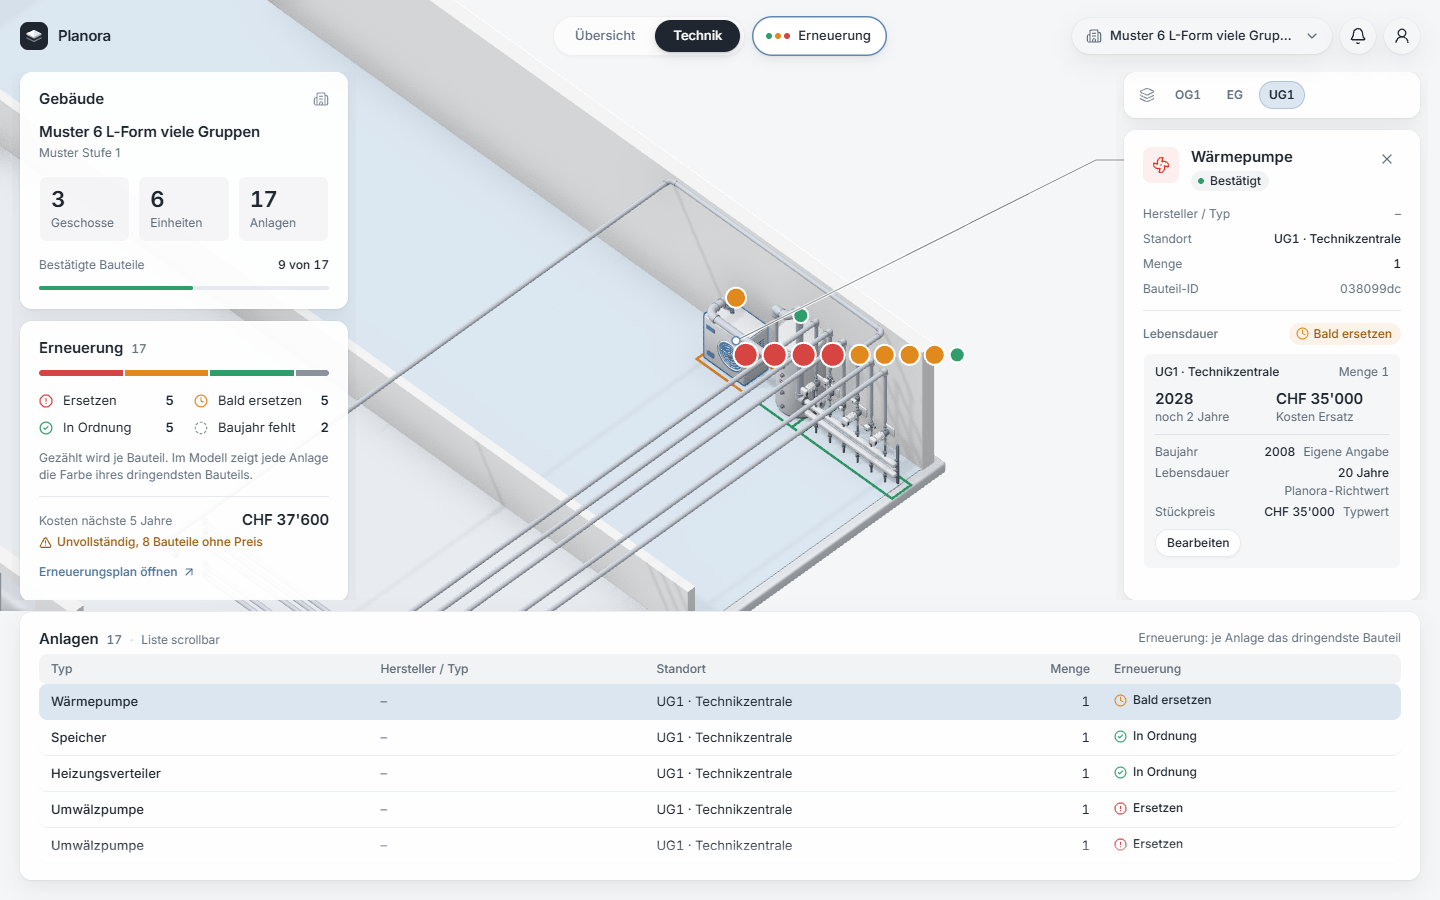 Planora
Übersicht
Technik
Erneuerung
Muster 6 L-Form viele Grup...
Gebäude
Muster 6 L-Form viele Gruppen
Muster Stufe 1
3
Geschosse
6
Einheiten
17
Anlagen
Bestätigte Bauteile
9 von 17
Erneuerung 17
Ersetzen 5
Bald ersetzen 5
In Ordnung 5
Baujahr fehlt 2
Gezählt wird je Bauteil. Im Modell zeigt jede Anlage
die Farbe ihres dringendsten Bauteils.
Kosten nächste 5 Jahre CHF 37'600
Unvollständig, 8 Bauteile ohne Preis
Erneuerungsplan öffnen
OG1 EG UG1
Wärmepumpe
Bestätigt
Hersteller / Typ –
Standort UG1 · Technikzentrale
Menge 1
Bauteil-ID 038099dc
Lebensdauer Bald ersetzen
UG1 · Technikzentrale Menge 1
2028 CHF 35'000
noch 2 Jahre Kosten Ersatz
Baujahr 2008 Eigene Angabe
Lebensdauer 20 Jahre
Planora-Richtwert
Stückpreis CHF 35'000 Typwert
Bearbeiten
Anlagen 17 · Liste scrollbar
Erneuerung: je Anlage das dringendste Bauteil
Typ Hersteller / Typ Standort Menge Erneuerung
Wärmepumpe – UG1 · Technikzentrale 1 Bald ersetzen
Speicher – UG1 · Technikzentrale 1 In Ordnung
Heizungsverteiler – UG1 · Technikzentrale 1 In Ordnung
Umwälzpumpe – UG1 · Technikzentrale 1 Ersetzen
Umwälzpumpe – UG1 · Technikzentrale 1 Ersetzen